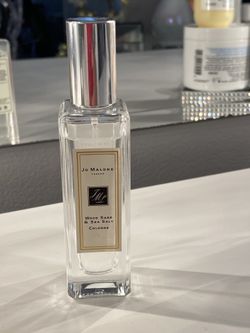 Jo Malone
London
Wood Sage
& Sea Salt
Cologne